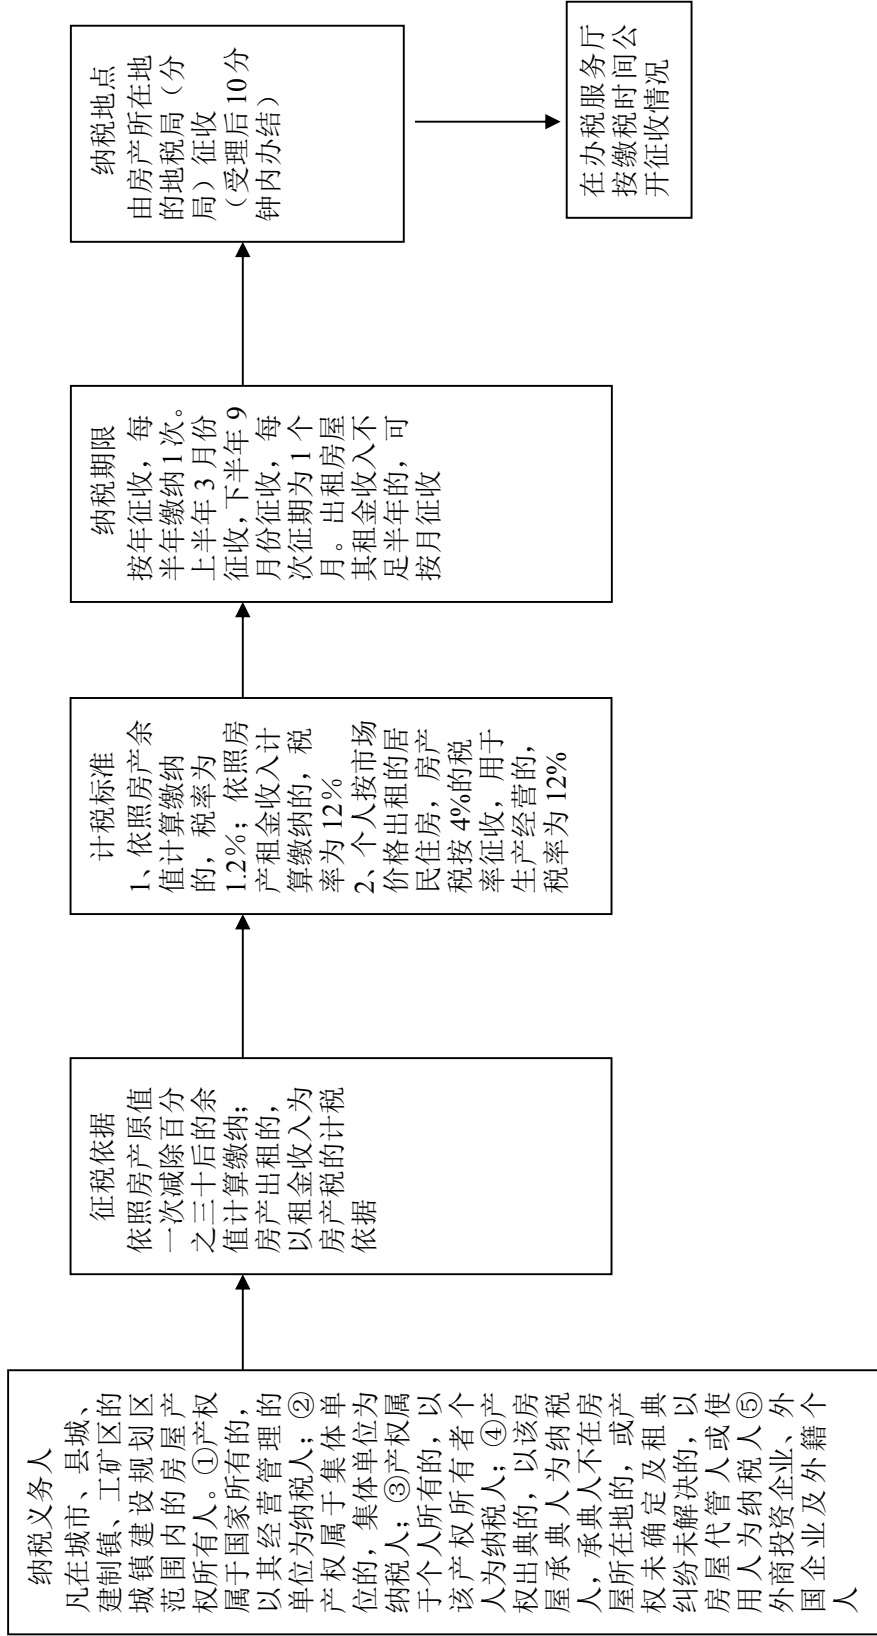 纳税义务人
凡在城市、县城、
建制镇、工矿区的
城镇建设规划区
范围内的房屋产
权所有人。①产权
属于国家所有的，
以其经营管理的
单位为纳税人；②
产权属于集体单
位的，集体单位为
纳税人；③产权属
于个人所有的，以
该产权所有者个
人为纳税人；④产
权出典的，以该房
屋承典人为纳税
人，承典人不在房
屋所在地的，或产
权未确定及租典
纠纷未解决的，以
房屋代管人或使
用人为纳税人⑤
外商投资企业、外
国企业及外籍个
人
征税依据
依照房产原值
一次减除百分
之三十后的余
值计算缴纳；
房产出租的，
以租金收入为
房产税的计税
依据
计税标准
1、依照房产余
值计算缴纳
的，税率为
1.2%；依照房
产租金收入计
算缴纳的，税
率为 12%
2、个人按市场
价格出租的居
民住房，房产
税按 4%的税
率征收，用于
生产经营的，
税率为 12%
纳税期限
按年征收，每
半年缴纳 1 次。
上半年 3 月份
征收，下半年 9
月份征收，每
次征期为 1 个
月。出租房屋
其租金收入不
足半年的，可
按月征收
纳税地点
由房产所在地
的地税局（分
局）征收
（受理后 10 分
钟内办结）
在办税服务厅
按缴税时间公
开征收情况